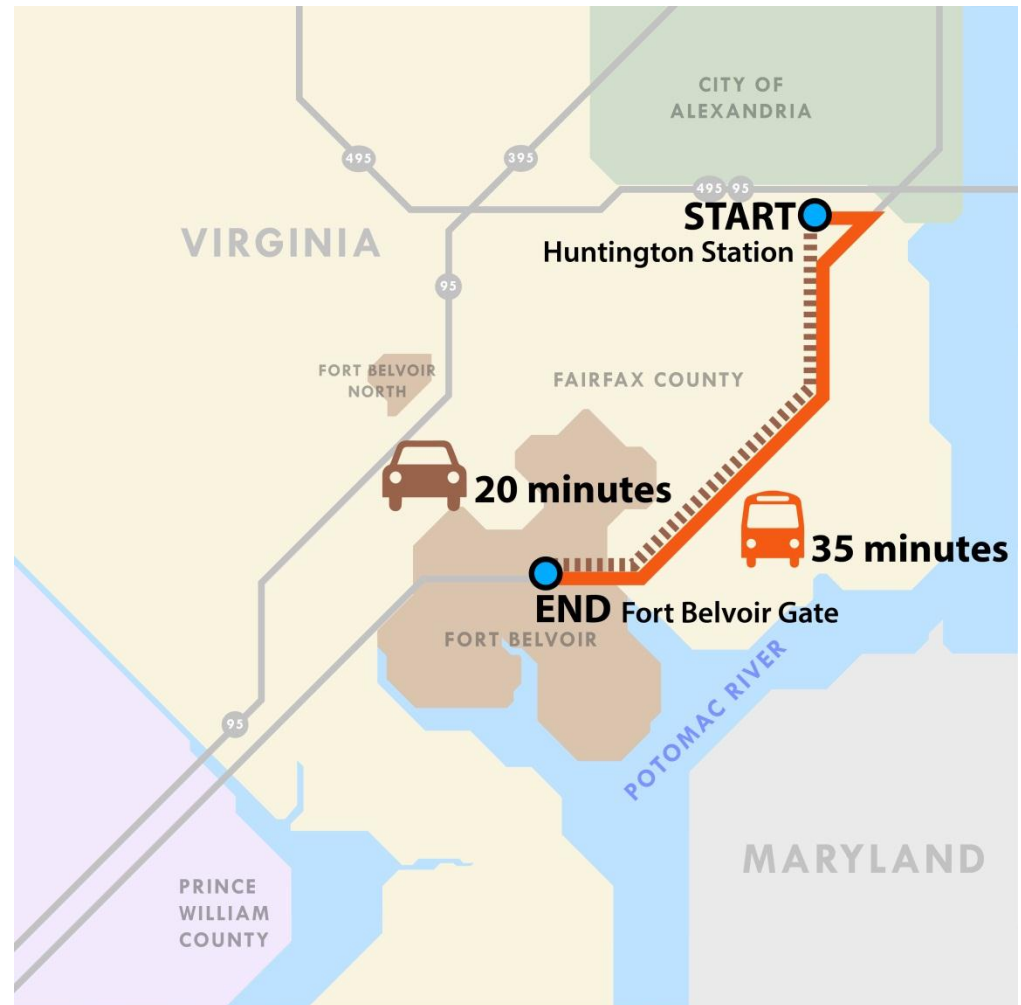 CITY OF
ALEXANDRIA
495
395
495 95
START
VIRGINIA
Huntington Station
95
FORT BELVOIR
NORTH
FAIRFAX COUNTY
20 minutes
35 minutes
END Fort Belvoir Gate
FORT BELVOIR
POTOMAC RIVER
95
MARYLAND
PRINCE
WILLIAM
COUNTY